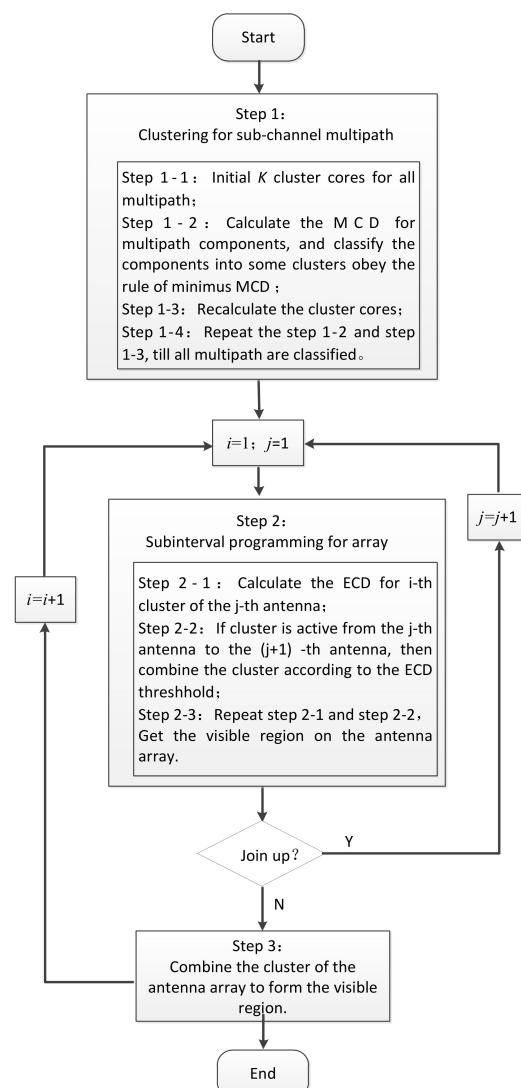 Start
Step 1：
Clustering for sub-channel multipath
Step 1-1： Initial K cluster cores for all
multipath；
Step 1-2： Calculate the MCD for
multipath components, and classify the
components into some clusters obey the
rule of minimus MCD；
Step 1-3：Recalculate the cluster cores；
Step 1-4：Repeat the step 1-2 and step
1-3, till all multipath are classified。
i=1；j=1
j=j+1
Step 2：
Subinterval programming for array
i=i+1
Step 2-1： Calculate the ECD for i-th
cluster of the j-th antenna；
Step 2-2：If cluster is active from the j-th
antenna to the (j+1) -th antenna, then
combine the cluster according to the ECD
threshhold；
Step 2-3：Repeat step 2-1 and step 2-2，
Get the visible region on the antenna
array.
Join up？
Y
N
Step 3：
Combine the cluster of the
antenna array to form the visible
region.
End